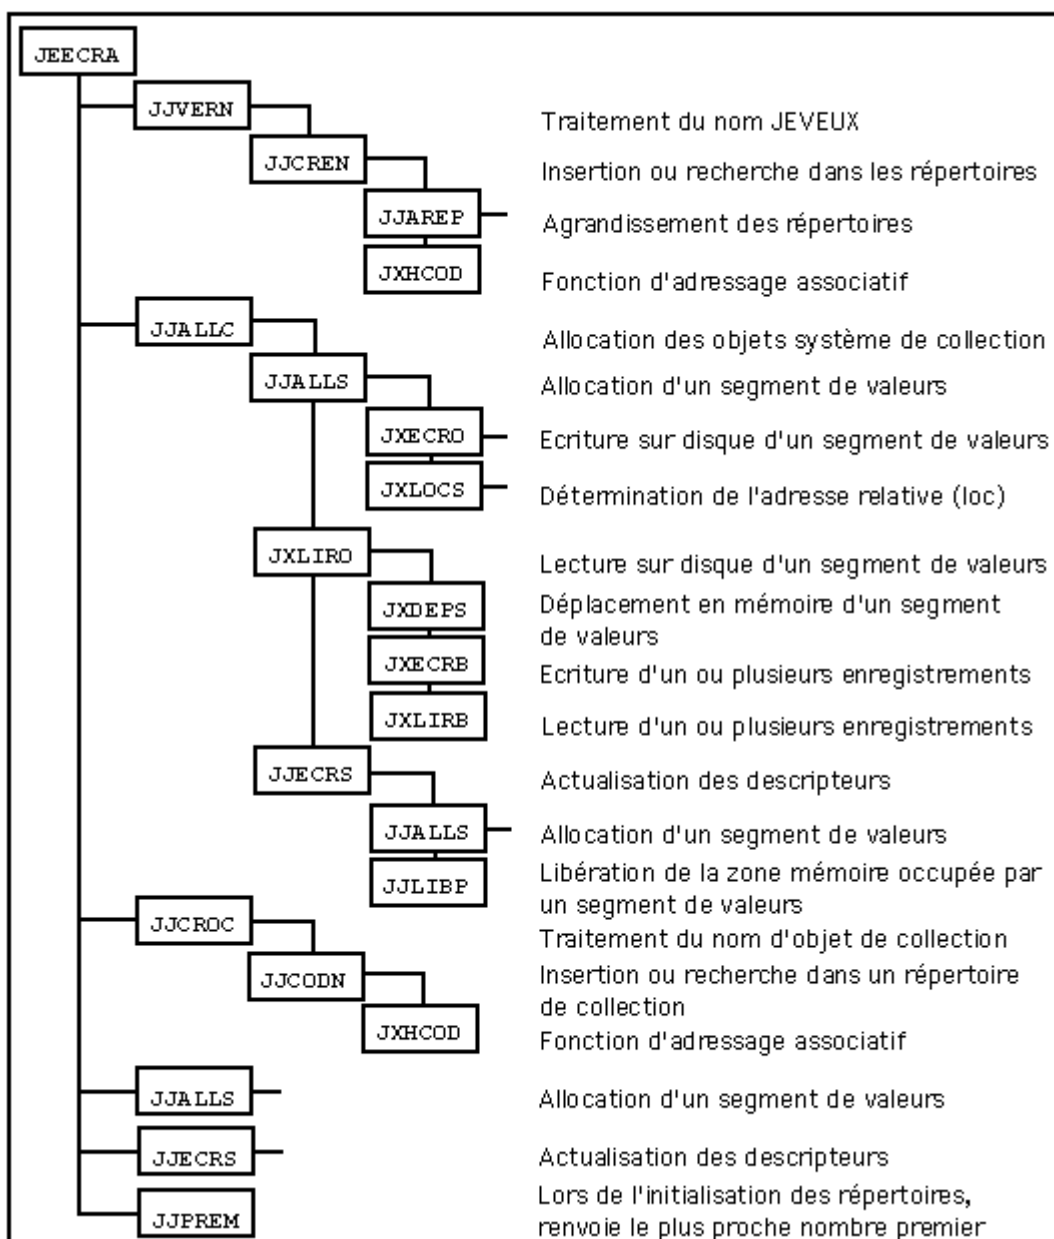 JEECRA
JJVERN
Traitement du nom JEVEUX
JJCREN
Insertion ou recherche dans les répertoires
JJAREP
Agrandissement des répertoires
JXHCOD
Fonction d'adressage associatif
JJALLC
Allocation des objets système de collection
JJALLS
Allocation d'un segment de valeurs
JXECRO
Ecriture sur disque d'un segment de valeurs
JXLOCS
Détermination de l'adresse relative (loc)
JXLIRO
Lecture sur disque d'un segment de valeurs
JXDEPS
Déplacement en mémoire d'un segment
de valeurs
JXECRB
Ecriture d'un ou plusieurs enregistrements
JXLIRB
Lecture d'un ou plusieurs enregistrements
JJECRS
Actualisation des descripteurs
JJALLS
Allocation d'un segment de valeurs
JJLIBP
Libération de la zone mémoire occupée par
un segment de valeurs
JJCROC
Traitement du nom d'objet de collection
JJCODN
Insertion ou recherche dans un répertoire
de collection
JXHCOD
Fonction d'adressage associatif
JJALLS
Allocation d'un segment de valeurs
JJECRS
Actualisation des descripteurs
JJPREM
Lors de l'initialisation des répertoires,
renvoie le plus proche nombre premier